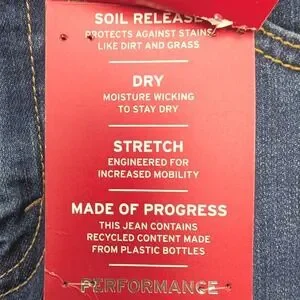 SOIL RELEASE
PROTECTS AGAINST STAINS
LIKE DIRT AND GRASS
DRY
MOISTURE WICKING
TO STAY DRY
STRETCH
ENGINEERED FOR
INCREASED MOBILITY
MADE OF PROGRESS
THIS JEAN CONTAINS
RECYCLED CONTENT MADE
FROM PLASTIC BOTTLES
PERFORMANCE